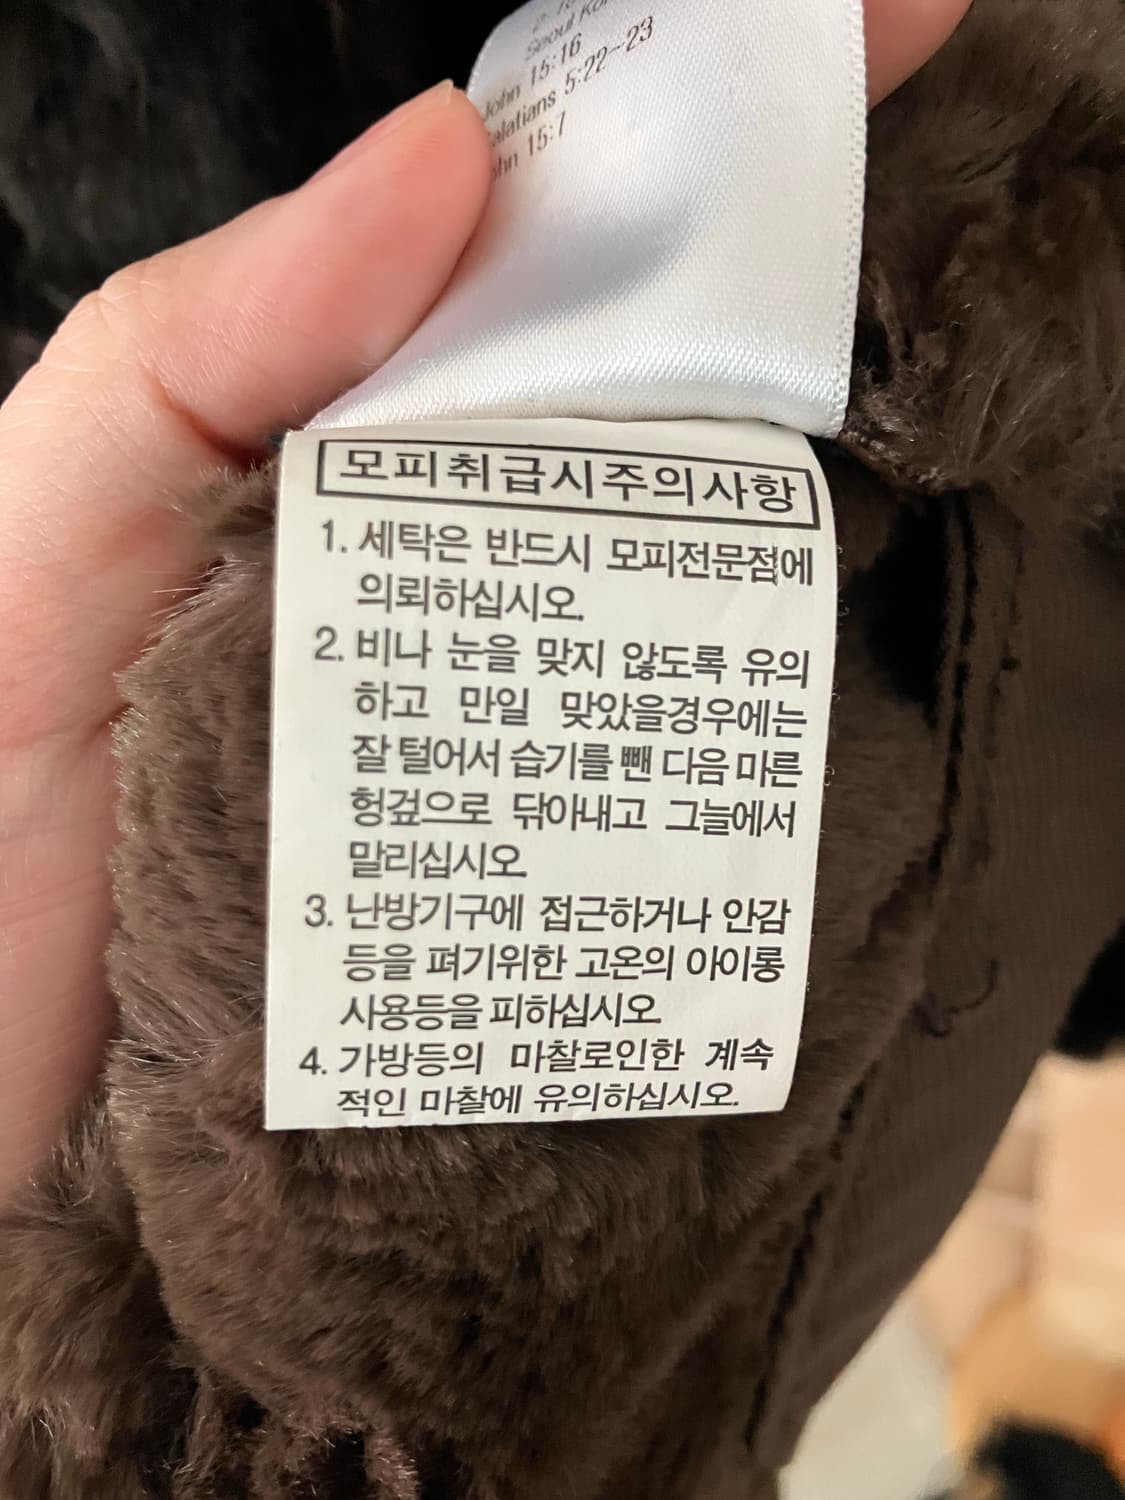 Seoul
John 15:16
Galatians 5:22-23
John 15:7
모피취급시주의사항
1. 세탁은 반드시 모피전문점에
의뢰하십시오.
2. 비나 눈을 맞지 않도록 유의
하고 만일 맞았을경우에는
잘 털어서 습기를 뺀 다음 마른
헝겊으로 닦아내고 그늘에서
말리십시오.
3. 난방기구에 접근하거나 안감
등을 펴기위한 고온의 아이롱
사용등을 피하십시오.
4. 가방등의 마찰로인한 계속
적인 마찰에 유의하십시오.